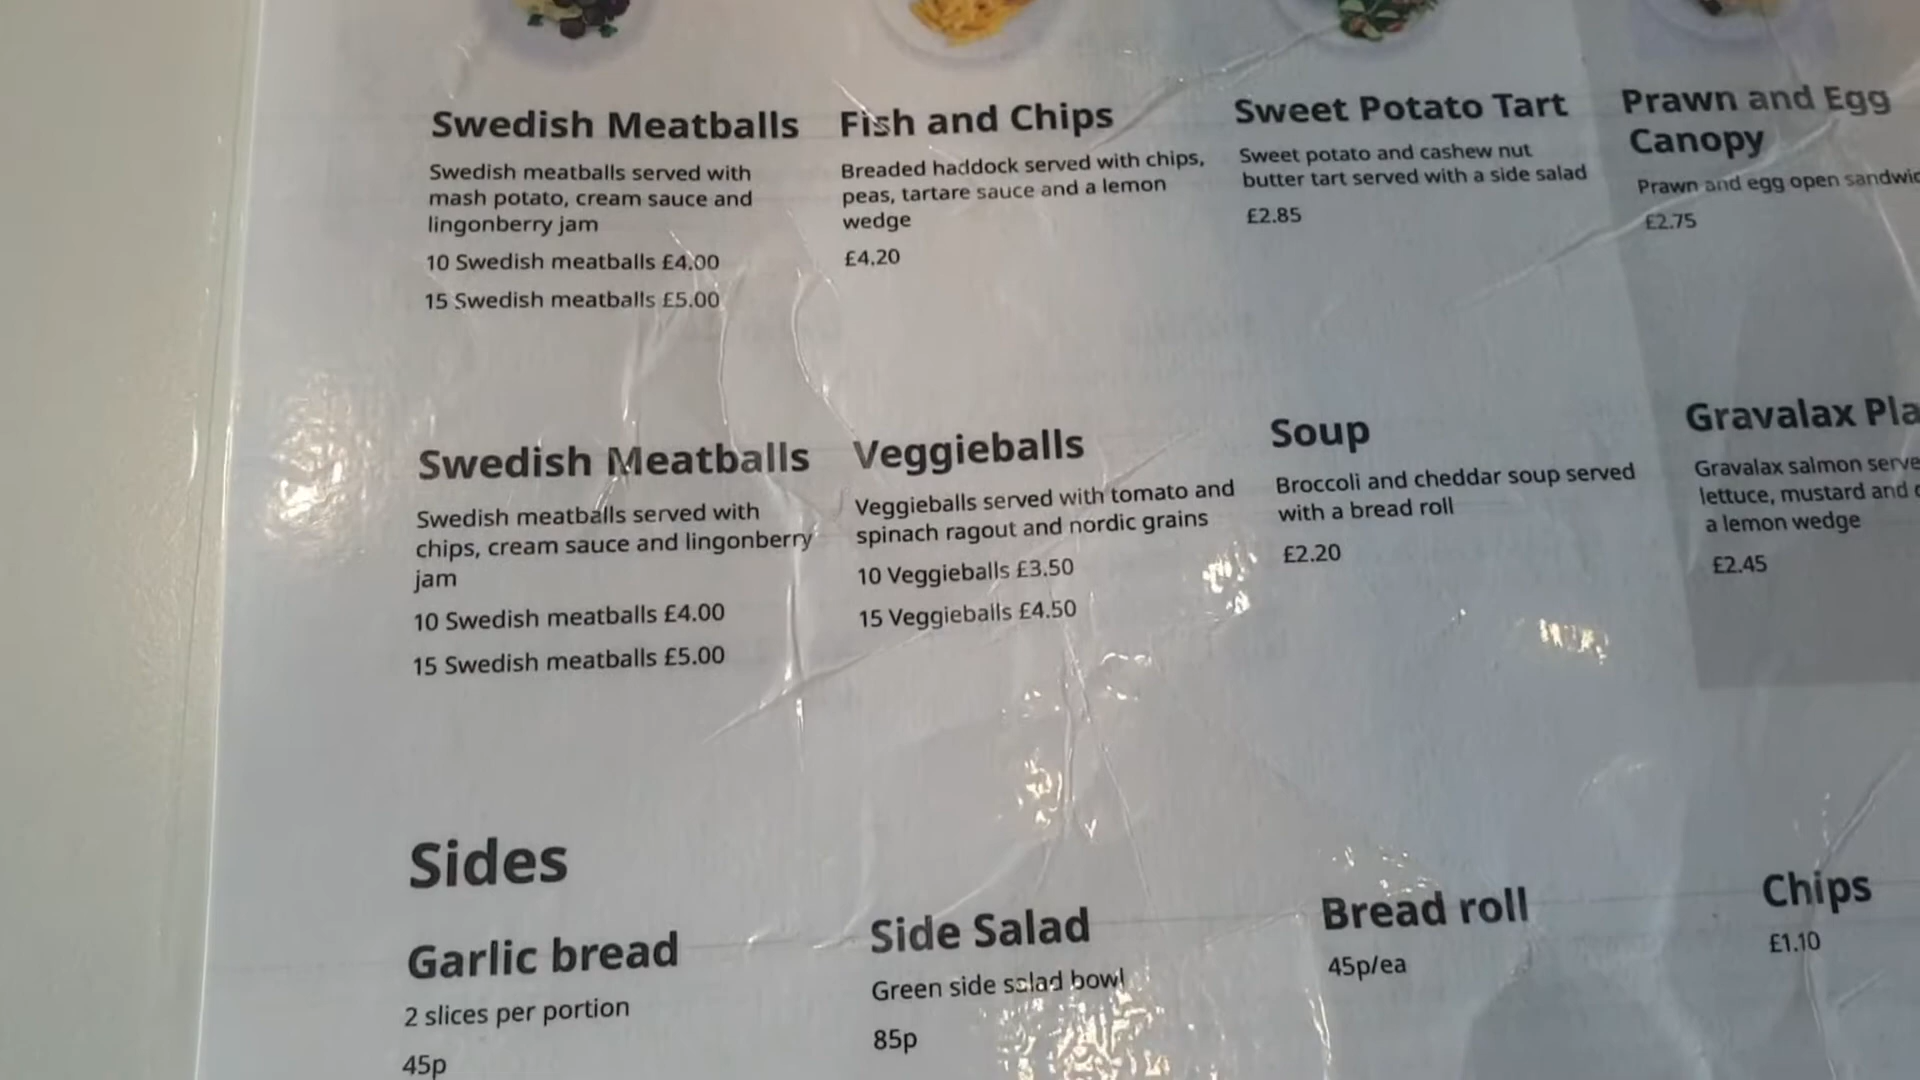 Swedish Meatballs
Swedish meatballs served with
mash potato, cream sauce and
lingonberry jam
10 Swedish meatballs £4.00
15 Swedish meatballs £5.00
Fish and Chips
Breaded haddock served with chips,
peas, tartare sauce and a lemon
wedge
£4.20
Sweet Potato Tart
Sweet potato and cashew nut
butter tart served with a side salad
£2.85
Prawn and Egg
Canopy
Prawn and egg open
£2.75
Swedish Meatballs
Swedish meatballs served with
chips, cream sauce and lingonberry
jam
10 Swedish meatballs £4.00
15 Swedish meatballs £5.00
Veggieballs
Veggieballs served with tomato and
spinach ragout and nordic grains
10 Veggieballs £3.50
15 Veggieballs £4.50
Soup
Broccoli and cheddar soup served
with a bread roll
£2.20
Gravalax
Gravalax salmon
lettuce, mustard and
a lemon wedge
£2.45
Sides
Garlic bread
2 slices per portion
45p
Side Salad
Green side salad bowl
85p
Bread roll
45p/ea
Chips
£1.10